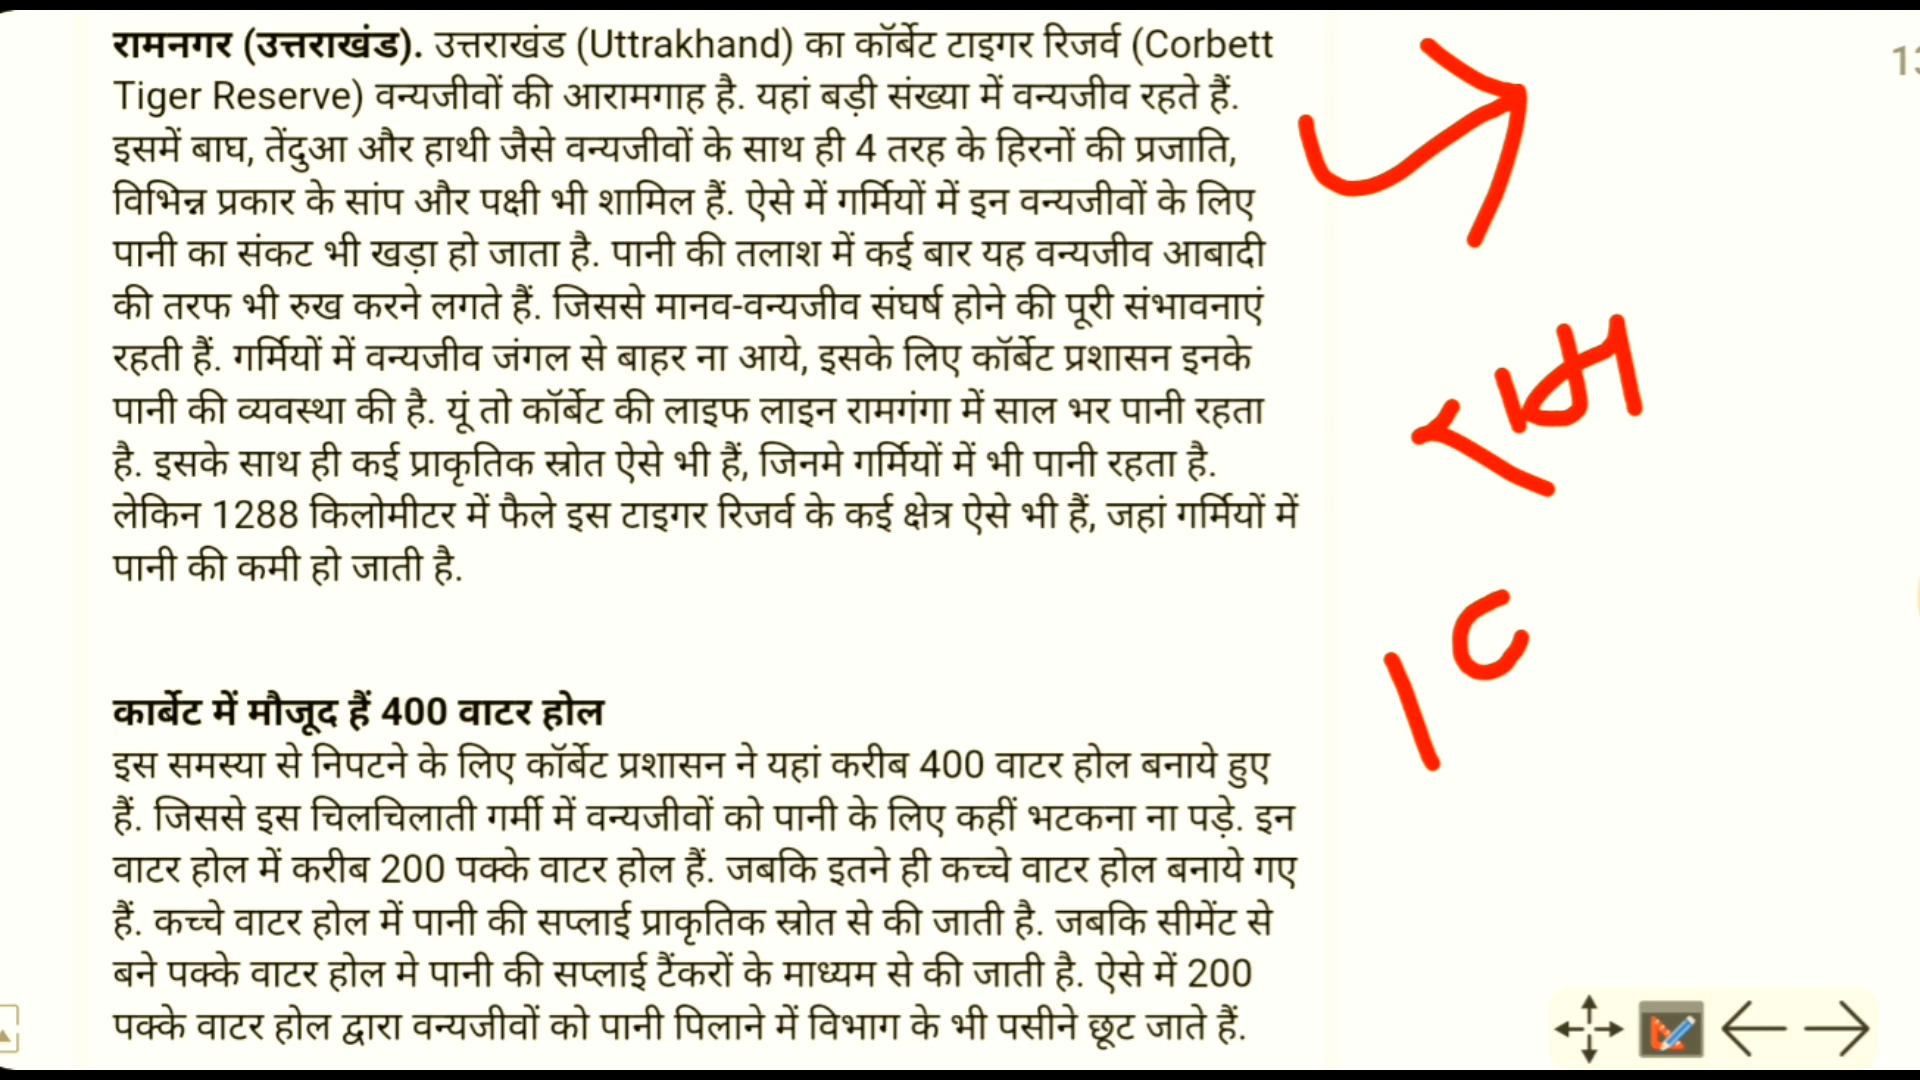 रामनगर (उत्तराखंड). उत्तराखंड (Uttrakhand) का कॉर्बेट टाइगर रिजर्व (Corbett
Tiger Reserve) वन्यजीवों की आरामगाह है. यहां बड़ी संख्या में वन्यजीव रहते हैं.
इसमें बाघ, तेंदुआ और हाथी जैसे वन्यजीवों के साथ ही 4 तरह के हिरनों की प्रजाति,
विभिन्न प्रकार के सांप और पक्षी भी शामिल हैं. ऐसे में गर्मियों में इन वन्यजीवों के लिए
पानी का संकट भी खड़ा हो जाता है. पानी की तलाश में कई बार यह वन्यजीव आबादी
की तरफ भी रुख करने लगते हैं. जिससे मानव-वन्यजीव संघर्ष होने की पूरी संभावनाएं
रहती हैं. गर्मियों में वन्यजीव जंगल से बाहर ना आये, इसके लिए कॉर्बेट प्रशासन इनके
पानी की व्यवस्था की है. यूं तो कॉर्बेट की लाइफ लाइन रामगंगा में साल भर पानी रहता
है. इसके साथ ही कई प्राकृतिक स्रोत ऐसे भी हैं, जिनमे गर्मियों में भी पानी रहता है.
लेकिन 1288 किलोमीटर में फैले इस टाइगर रिजर्व के कई क्षेत्र ऐसे भी हैं, जहां गर्मियों में
पानी की कमी हो जाती है.
कार्बेट में मौजूद हैं 400 वाटर होल
इस समस्या से निपटने के लिए कॉर्बेट प्रशासन ने यहां करीब 400 वाटर होल बनाये हुए
हैं. जिससे इस चिलचिलाती गर्मी में वन्यजीवों को पानी के लिए कहीं भटकना ना पड़े. इन
वाटर होल में करीब 200 पक्के वाटर होल हैं. जबकि इतने ही कच्चे वाटर होल बनाये गए
हैं. कच्चे वाटर होल में पानी की सप्लाई प्राकृतिक स्रोत से की जाती है. जबकि सीमेंट से
बने पक्के वाटर होल मे पानी की सप्लाई टैंकरों के माध्यम से की जाती है. ऐसे में 200
पक्के वाटर होल द्वारा वन्यजीवों को पानी पिलाने में विभाग के भी पसीने छूट जाते हैं.